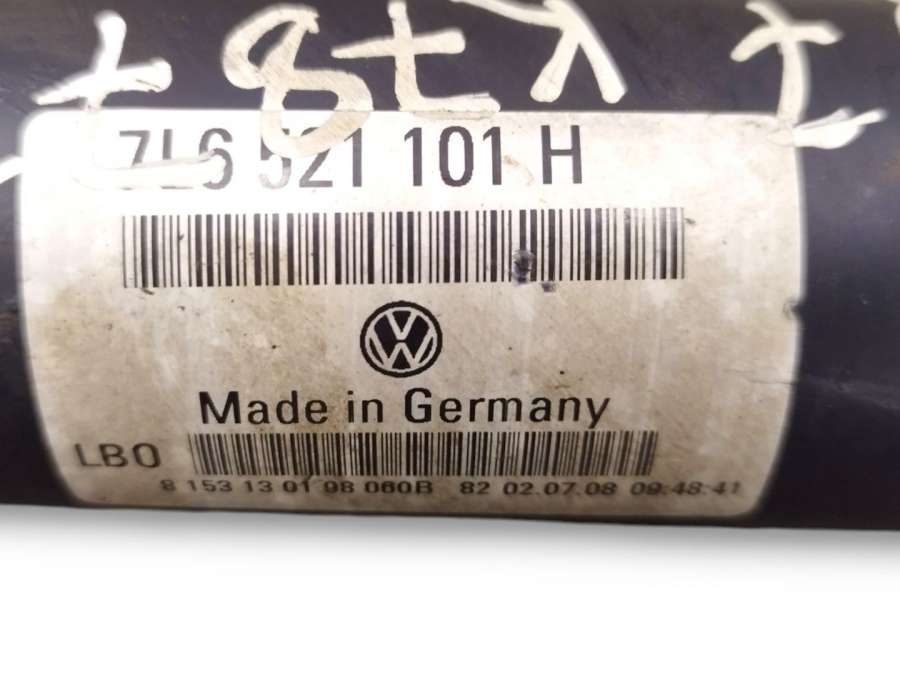 7L6 521 101 H
Made in Germany
LBO
8 153 13 01 98 060B 82 02.07.08 09:48:41